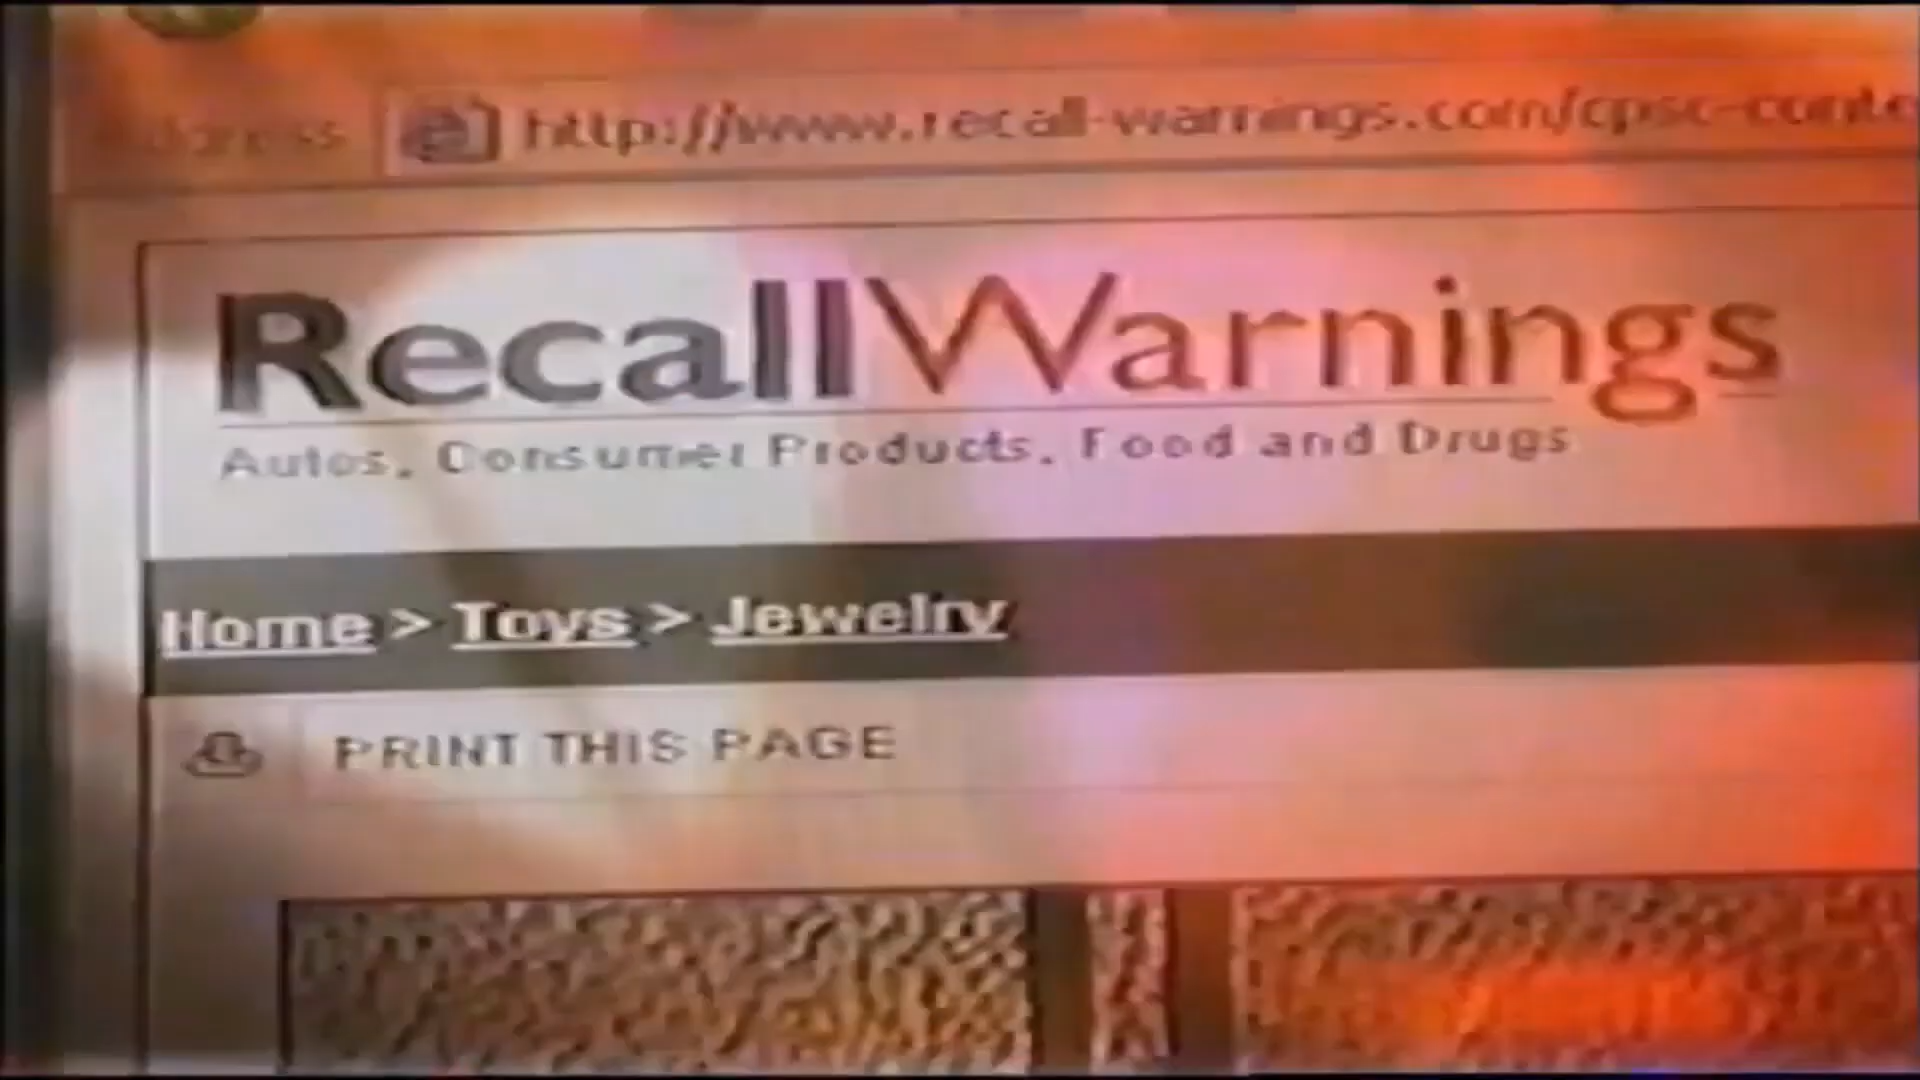 Address http://www.recall-warnings.com/cpsc-conte
RecallWarnings
Autos, Consumer Products, Food and Drugs
Home > Toys > Jewelry
PRINT THIS PAGE